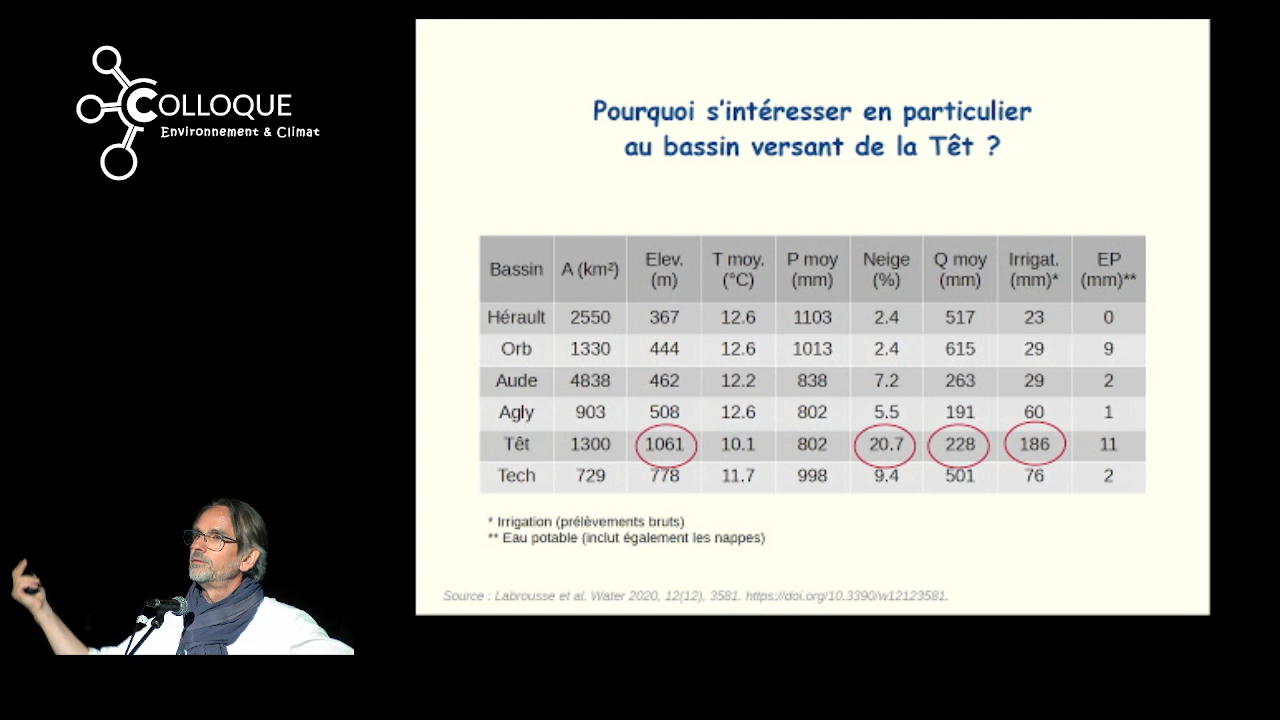 COLLOQUE
Environnement & Climat
Pourquoi s'intéresser en particulier
au bassin versant de la Têt ?
Bassin A (km²) Elev. (m) T moy. (°C) P moy (mm) Neige (%) Q moy (mm) Irrigat. (mm)* EP (mm)**
Hérault 2550 367 12.6 1103 2.4 517 23 0
Orb 1330 444 12.6 1013 2.4 615 29 9
Aude 4838 462 12.2 838 7.2 263 29 2
Agly 903 508 12.6 802 5.5 191 60 1
Têt 1300 1061 10.1 802 20.7 228 186 11
Tech 729 778 11.7 998 9.4 501 76 2
* Irrigation (prélèvements bruts)
** Eau potable (inclut également les nappes)
Source : Labrousse et al. Water 2020, 12(12), 3581. https://doi.org/10.3390/w12123581.